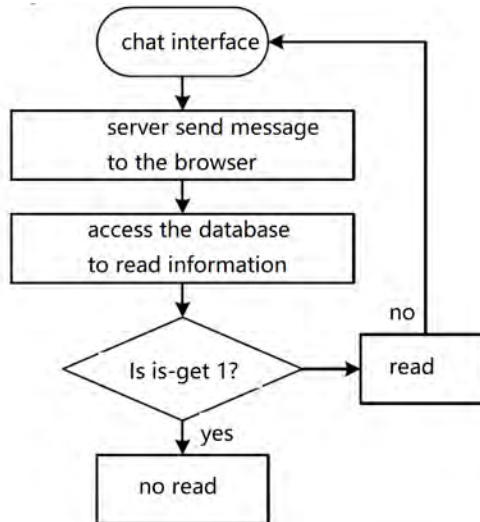 chat interface
server send message
to the browser
access the database
to read information
no
Is is-get 1?
read
yes
no read